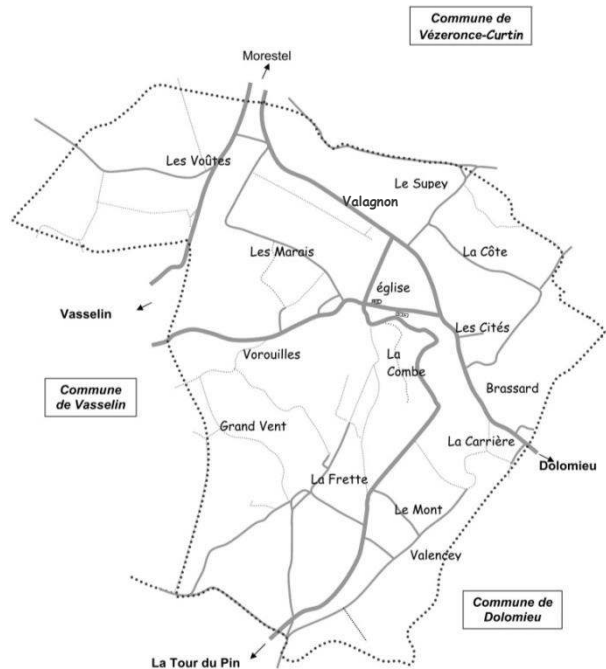 Commune de
Vézeronce-Curtin
Morestel
Les Voûtes
Le Supey
Valagnon
Les Marais
La Côte
église
Vasselin
Les Cités
Vorouilles
La
Combe
Commune
de Vasselin
Brassard
Grand Vent
La Carrière
Dolomieu
La Frette
Le Mont
Valencey
Commune de
Dolomieu
La Tour du Pin